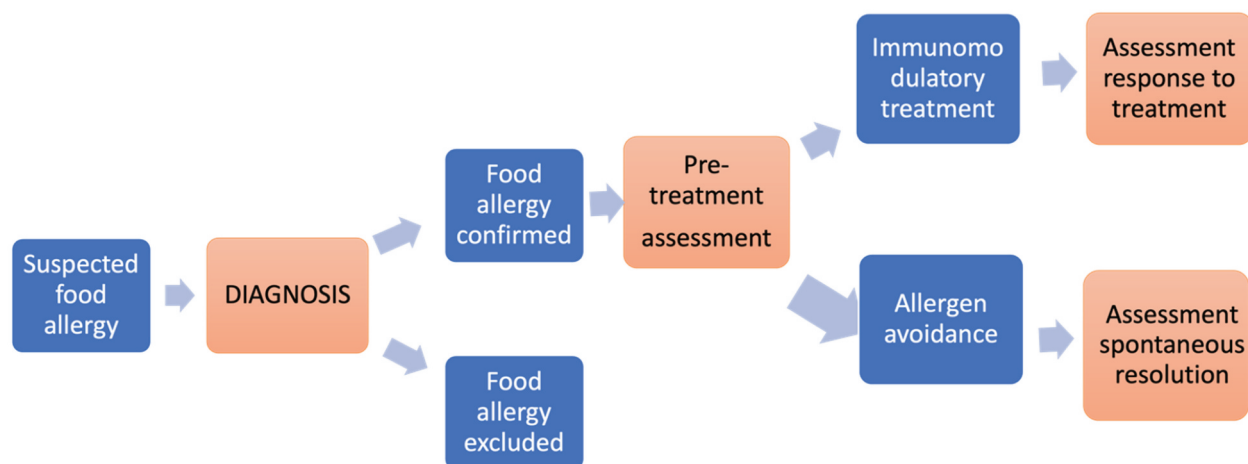 Suspected
food
allergy
DIAGNOSIS
Food
allergy
confirmed
Food
allergy
excluded
Pre-
treatment
assessment
Immunomo
dulatory
treatment
Assessment
response to
treatment
Allergen
avoidance
Assessment
spontaneous
resolution